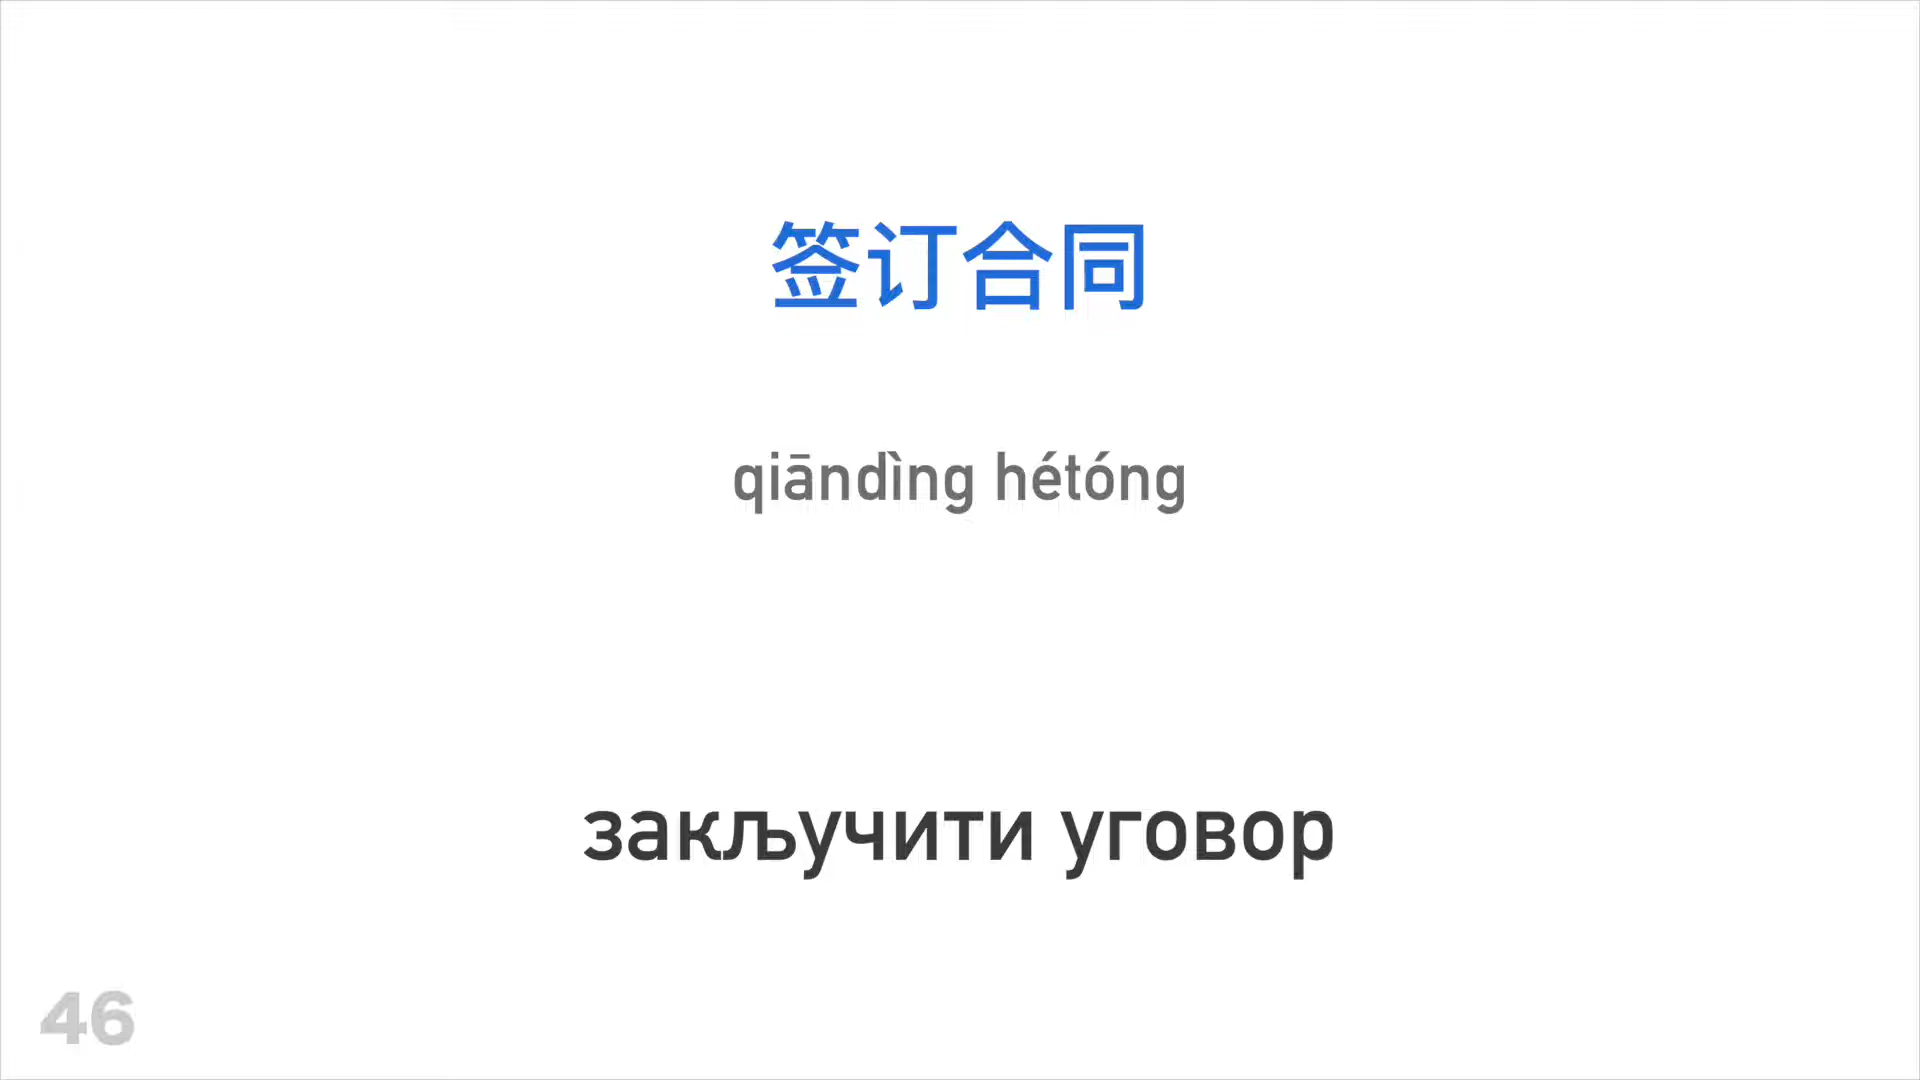 签订合同
qiāndìng hétóng
закључити уговор
46